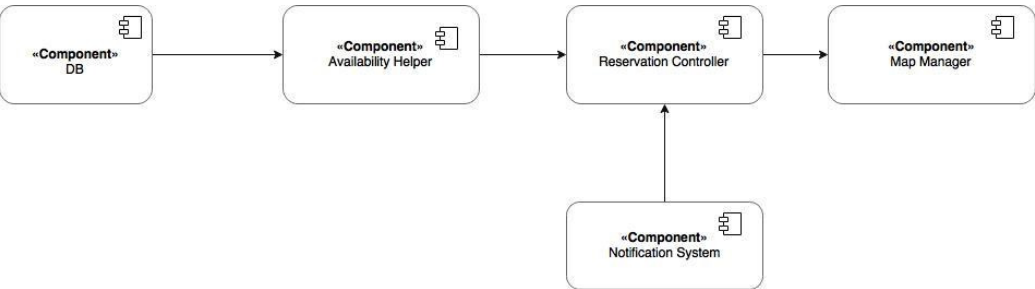 «Component»
DB
«Component»
Availability Helper
«Component»
Reservation Controller
«Component»
Map Manager
«Component»
Notification System